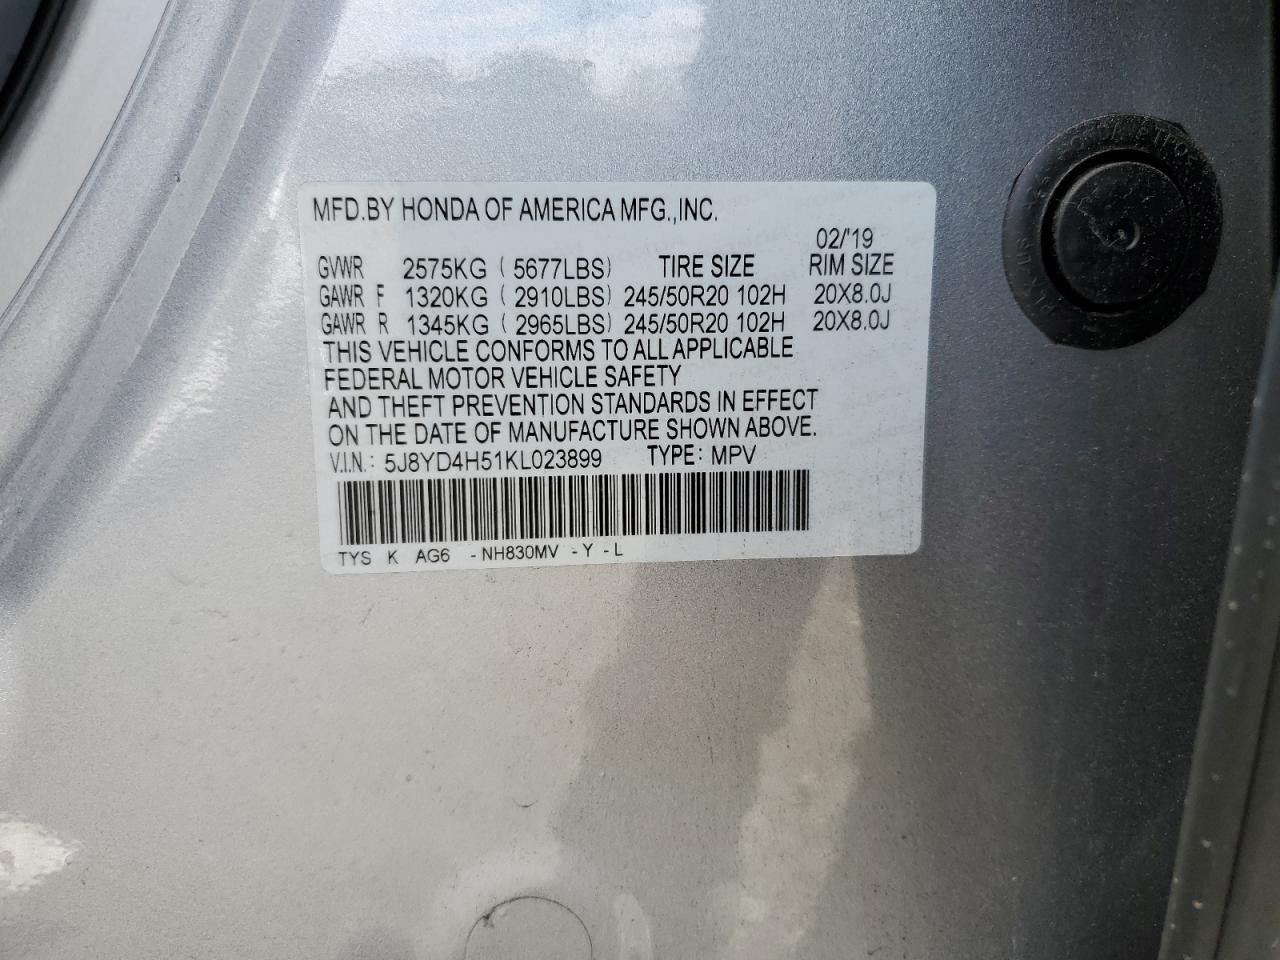 MFD.BY HONDA OF AMERICA MFG.,INC.
02/'19
GVWR 2575KG ( 5677LBS) TIRE SIZE RIM SIZE
GAWR F 1320KG ( 2910LBS) 245/50R20 102H 20X8.0J
GAWR R 1345KG ( 2965LBS) 245/50R20 102H 20X8.0J
THIS VEHICLE CONFORMS TO ALL APPLICABLE
FEDERAL MOTOR VEHICLE SAFETY
AND THEFT PREVENTION STANDARDS IN EFFECT
ON THE DATE OF MANUFACTURE SHOWN ABOVE.
V.I.N.: 5J8YD4H51KL023899 TYPE: MPV
TYS K AG6 -NH830MV -Y -L